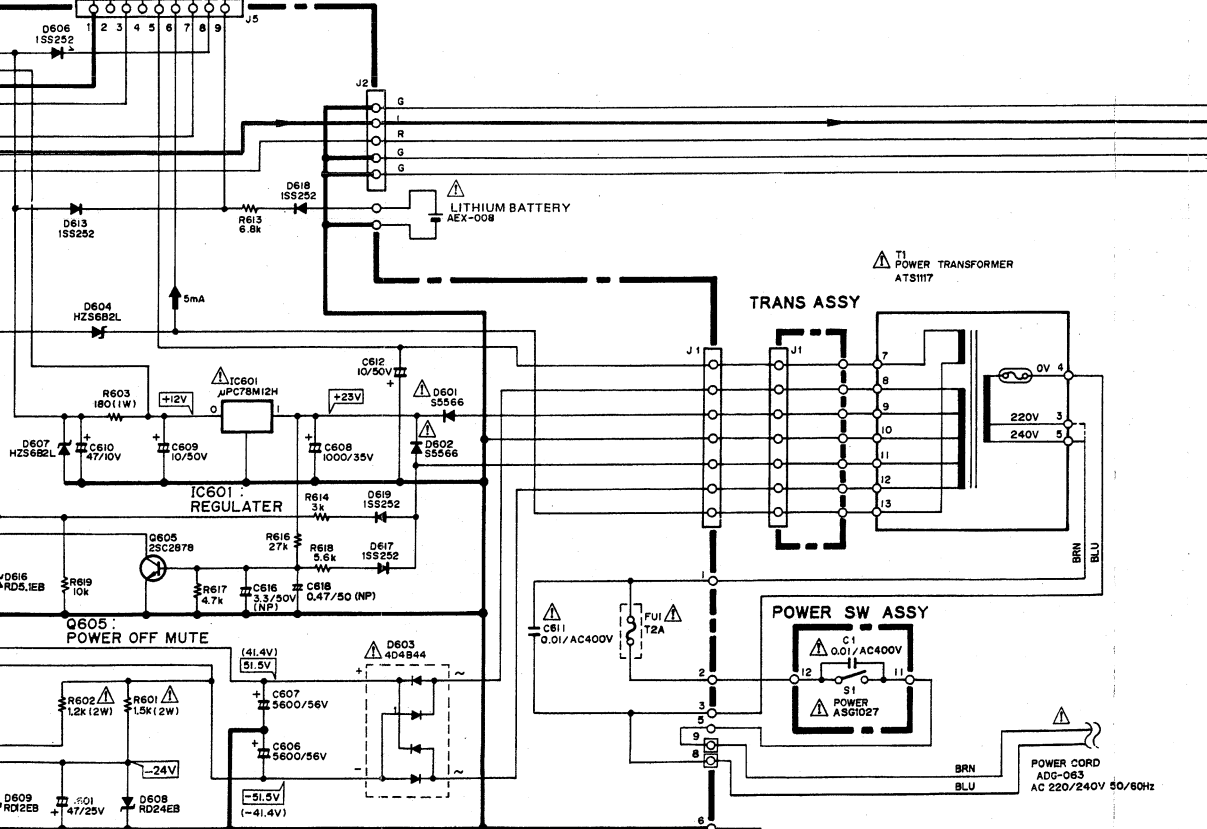 J5
1 2 3 4 5 6 7 8 9
D606
1SS252
J2
G
L
R
G
G
D618
1SS252
LITHIUM BATTERY
AEX-008
R613
6.8k
D613
1SS252
T1
POWER TRANSFORMER
ATS1117
TRANS ASSY
5mA
D604
HZS6B2L
J1
J1
7
8
9
10
11
12
13
0V 4
220V 3
240V 5
C612
10/50V
IC601
µPC78M12H
O
I
+12V
+23V
R603
180(1W)
D601
S5566
D602
S5566
D607
HZS6B2L
C610
47/10V
C609
10/50V
C608
1000/35V
IC601 :
REGULATER
R614
3k
D619
1SS252
Q605
2SC2878
R616
27k
R618
5.6k
D617
1SS252
BRN
BLU
D616
RD5.1EB
R619
10k
R617
4.7k
C616
3.3/50V
(NP)
C618
0.47/50 (NP)
1
C611
0.01/AC400V
FU1
T2A
POWER SW ASSY
C1
0.01/AC400V
12
11
S1
POWER
ASG1027
Q605 :
POWER OFF MUTE
(41.4V)
51.5V
D603
4D4B44
+
~
R602
1.2k(2W)
R601
1.5k(2W)
C607
5600/56V
C606
5600/56V
2
3
5
9
8
-24V
-
~
-51.5V
(-41.4V)
BRN
BLU
POWER CORD
ADG-063
AC 220/240V 50/60Hz
D609
RD12EB
601
47/25V
D608
RD24EB
6